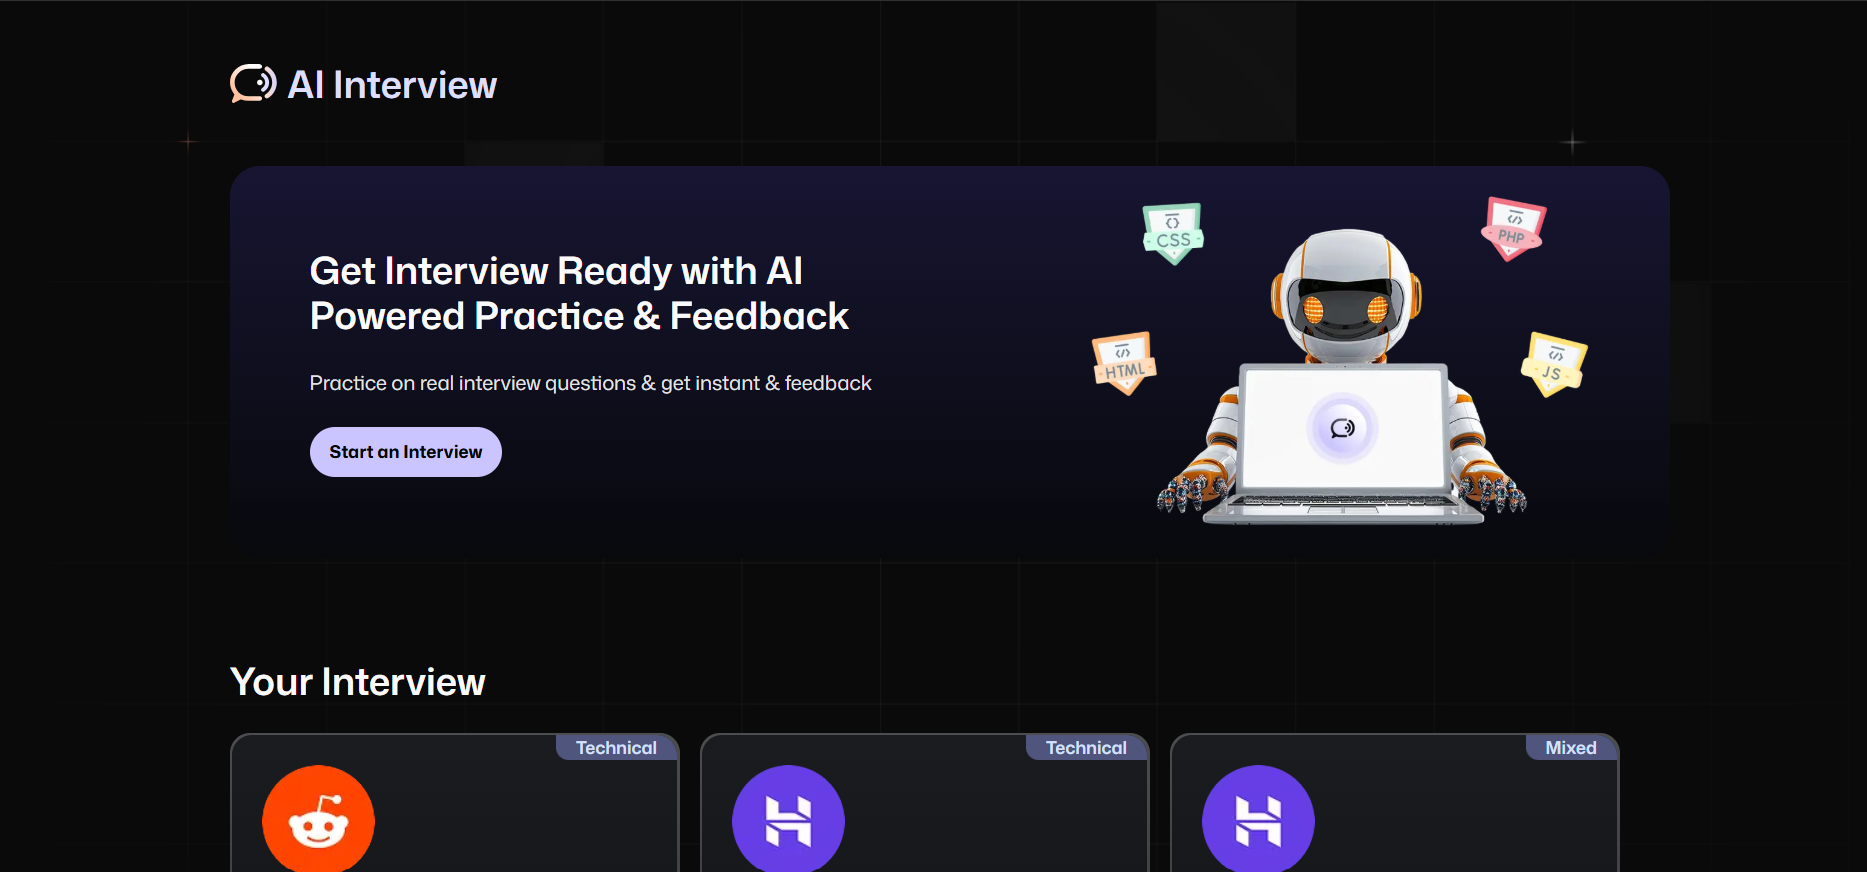 AI Interview
Get Interview Ready with AI
Powered Practice & Feedback
Practice on real interview questions & get instant & feedback
Start an Interview
CSS
PHP
HTML
JS
Your Interview
Technical
Technical
Mixed